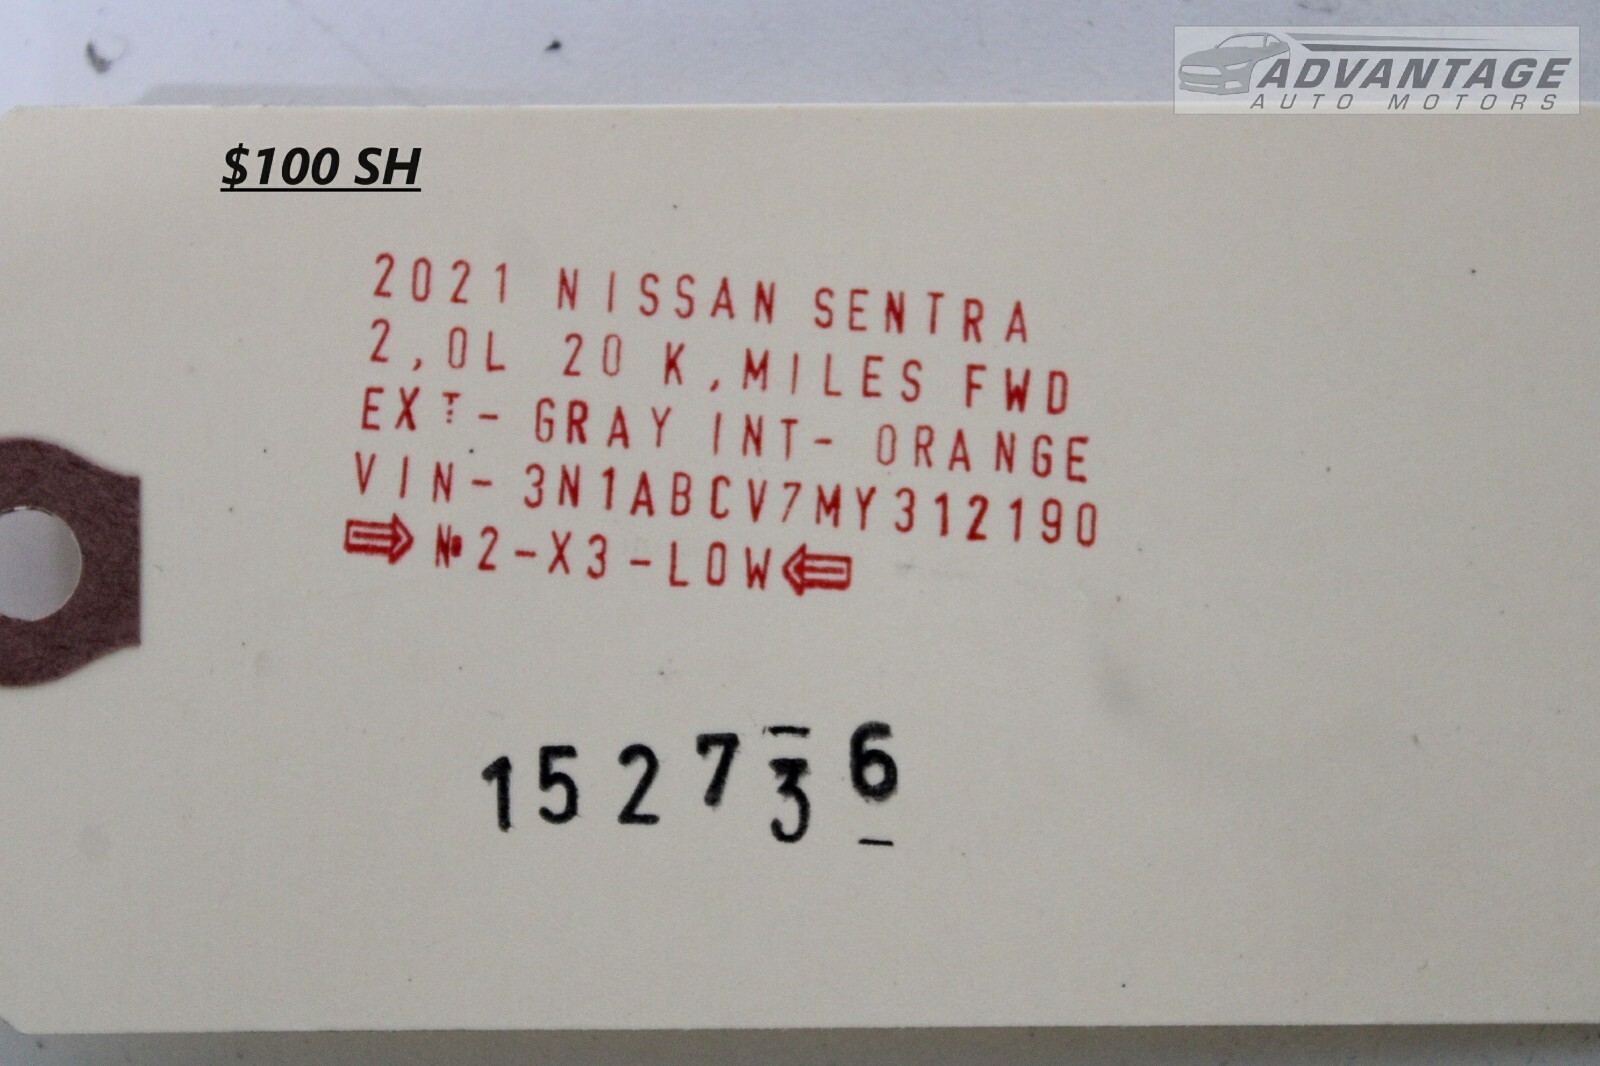 ADVANTAGE
AUTO MOTORS
$100 SH
2021 NISSAN SENTRA
2,0L 20 K,MILES FWD
EXT- GRAY INT- ORANGE
VIN- 3N1ABCV7MY312190
⇨ №2-X3-LOW⇦
152736